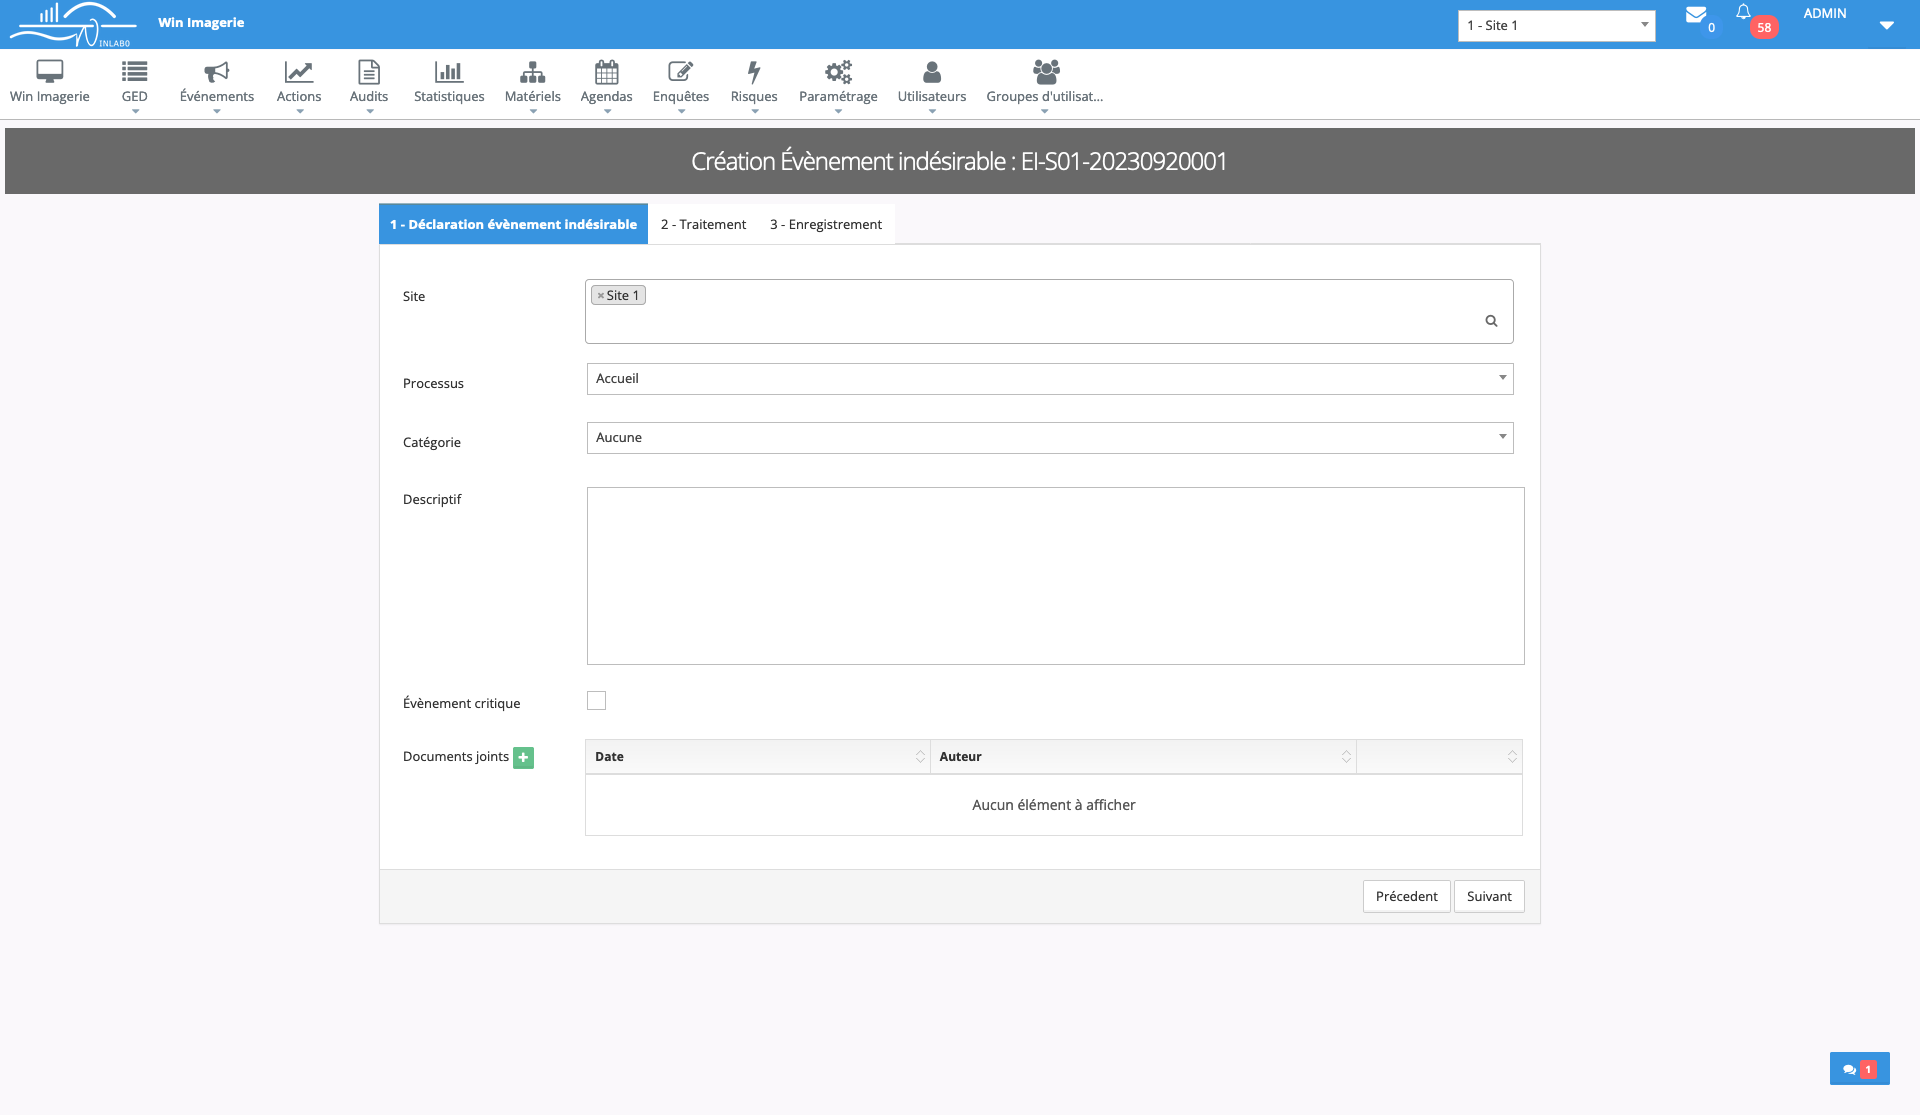 INLABO
Win Imagerie
1 - Site 1
0
58
ADMIN
Win Imagerie
GED
Événements
Actions
Audits
Statistiques
Matériels
Agendas
Enquêtes
Risques
Paramétrage
Utilisateurs
Groupes d'utilisat...
Création Évènement indésirable : EI-S01-20230920001
1 - Déclaration évènement indésirable
2 - Traitement
3 - Enregistrement
Site
× Site 1
Processus
Accueil
Catégorie
Aucune
Descriptif
Évènement critique
Documents joints
Date
Auteur
Aucun élément à afficher
Précedent
Suivant
1